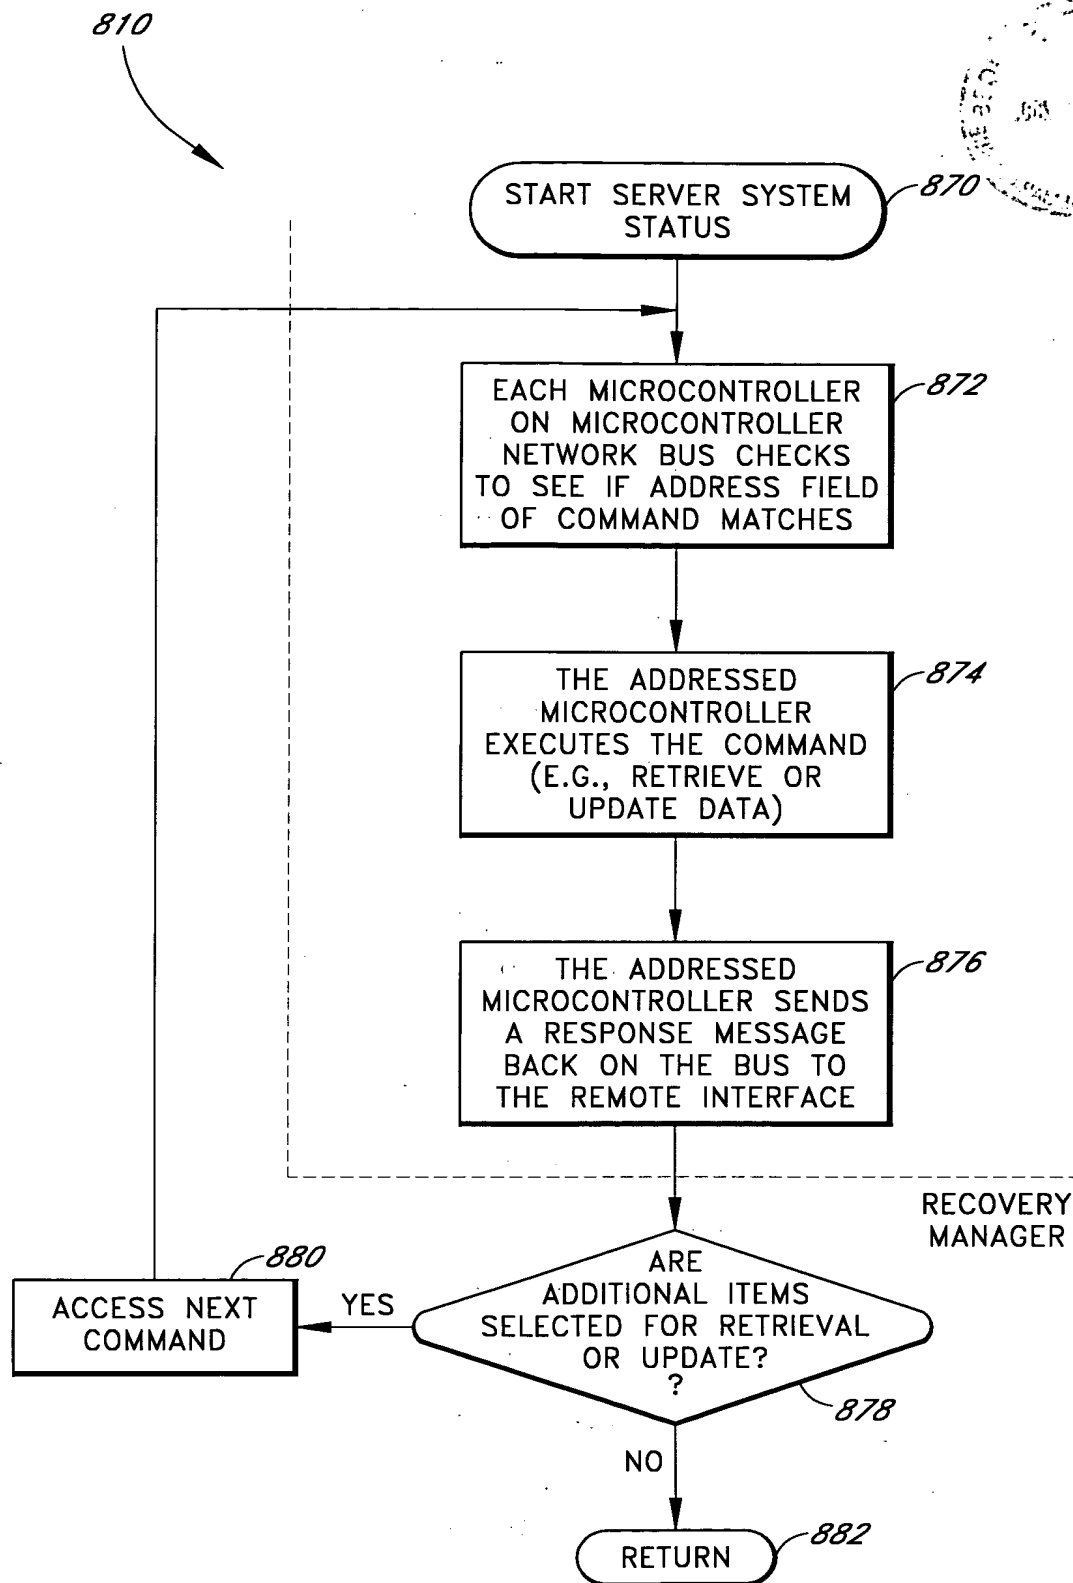 810
START SERVER SYSTEM
STATUS
870
EACH MICROCONTROLLER
ON MICROCONTROLLER
NETWORK BUS CHECKS
TO SEE IF ADDRESS FIELD
OF COMMAND MATCHES
872
THE ADDRESSED
MICROCONTROLLER
EXECUTES THE COMMAND
(E.G., RETRIEVE OR
UPDATE DATA)
874
THE ADDRESSED
MICROCONTROLLER SENDS
A RESPONSE MESSAGE
BACK ON THE BUS TO
THE REMOTE INTERFACE
876
RECOVERY
MANAGER
880
ACCESS NEXT
COMMAND
YES
ARE
ADDITIONAL ITEMS
SELECTED FOR RETRIEVAL
OR UPDATE?
?
878
NO
RETURN
882